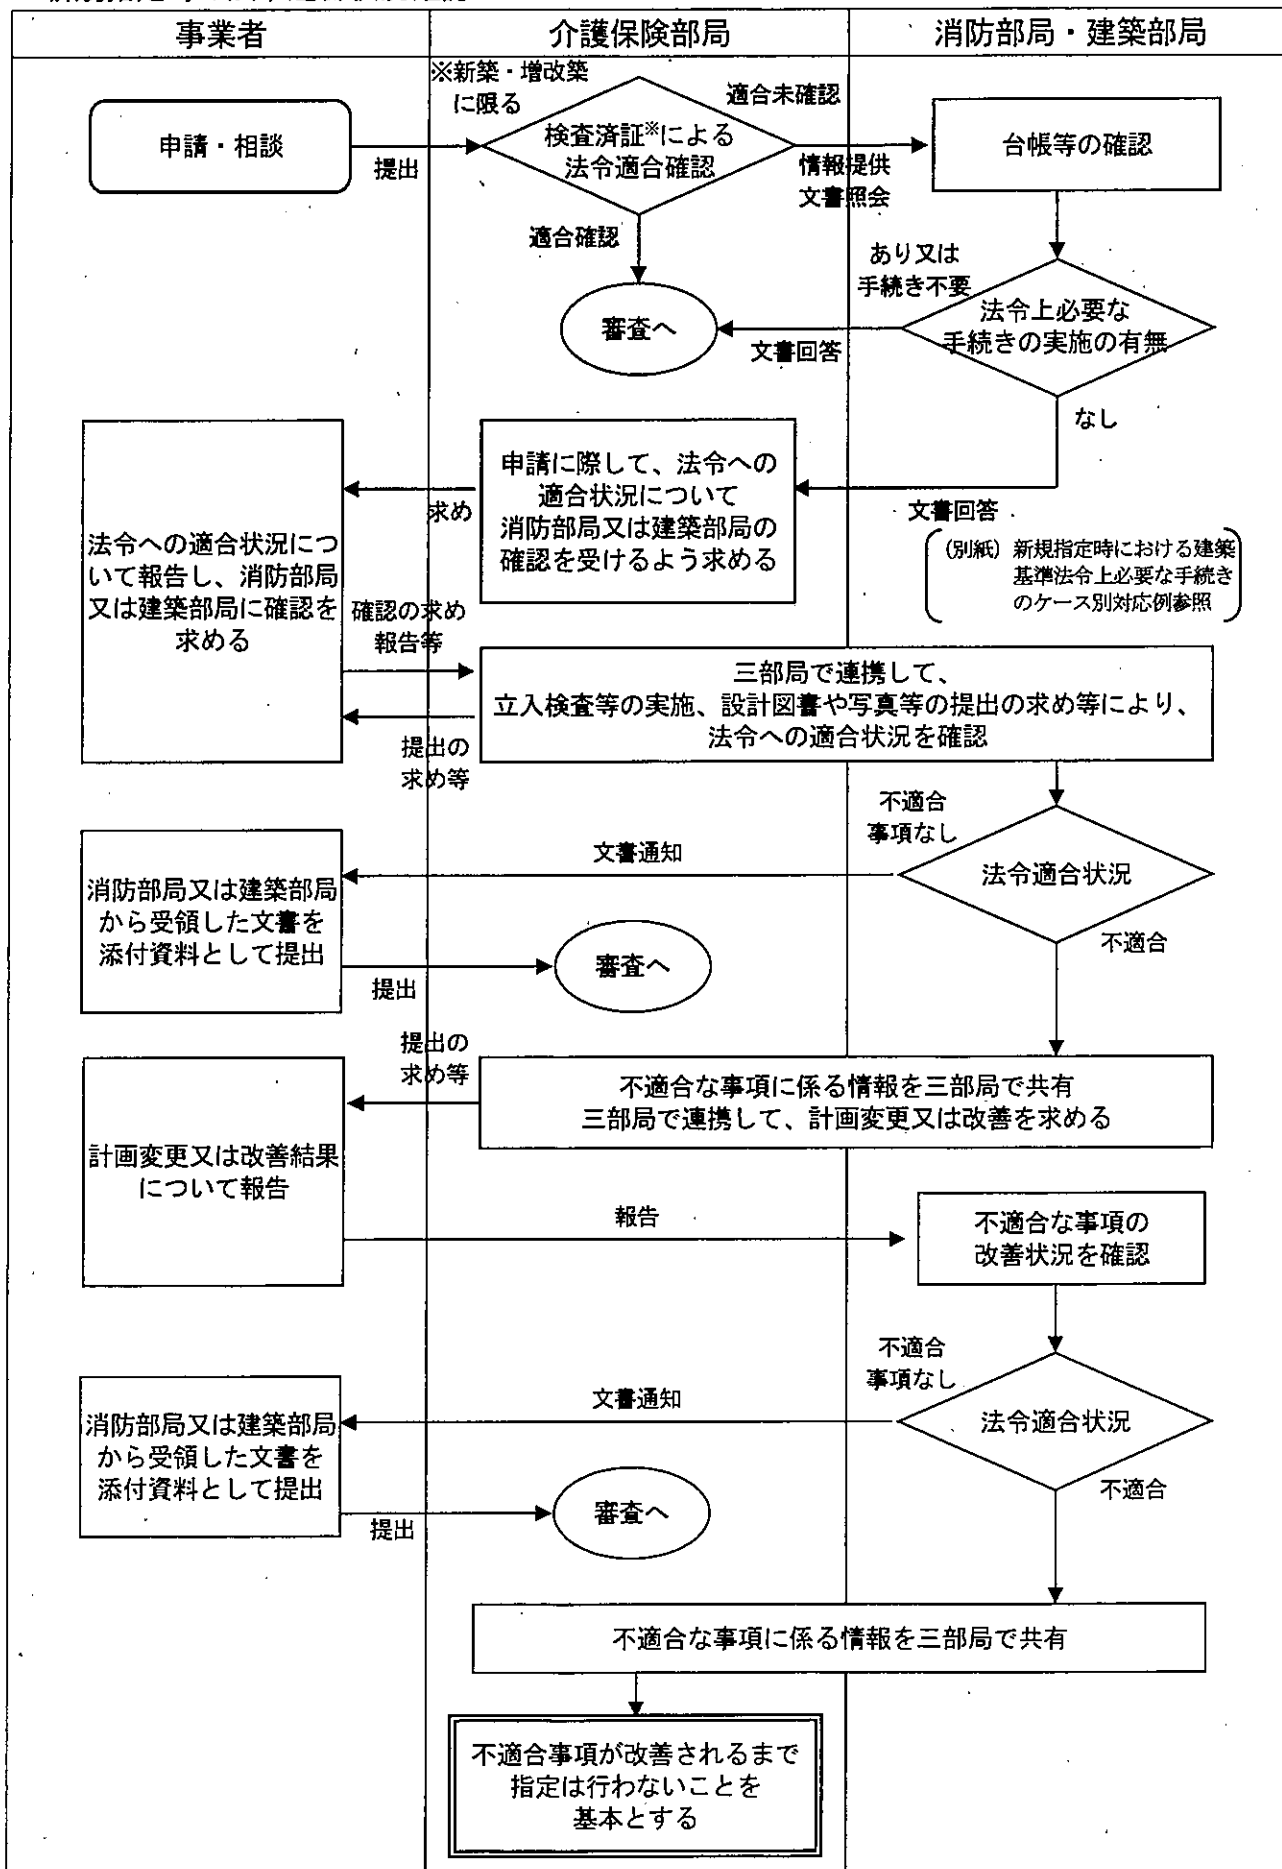 事業者
介護保険部局
消防部局・建築部局
※新築・増改築
に限る
適合未確認
申請・相談
提出
検査済証※による
法令適合確認
情報提供
文書照会
台帳等の確認
適合確認
あり又は
手続き不要
審査へ
文書回答
法令上必要な
手続きの実施の有無
なし
申請に際して、法令への
適合状況について
消防部局又は建築部局の
確認を受けるよう求める
求め
文書回答
(別紙) 新規指定時における建築
基準法令上必要な手続き
のケース別対応例参照
法令への適合状況につ
いて報告し、消防部局
又は建築部局に確認を
求める
確認の求め
報告等
三部局で連携して、
立入検査等の実施、設計図書や写真等の提出の求め等により、
法令への適合状況を確認
提出の
求め等
不適合
事項なし
文書通知
法令適合状況
消防部局又は建築部局
から受領した文書を
添付資料として提出
提出
審査へ
不適合
提出の
求め等
不適合な事項に係る情報を三部局で共有
三部局で連携して、計画変更又は改善を求める
計画変更又は改善結果
について報告
報告
不適合な事項の
改善状況を確認
不適合
事項なし
文書通知
法令適合状況
消防部局又は建築部局
から受領した文書を
添付資料として提出
提出
審査へ
不適合
不適合な事項に係る情報を三部局で共有
不適合事項が改善されるまで
指定は行わないことを
基本とする